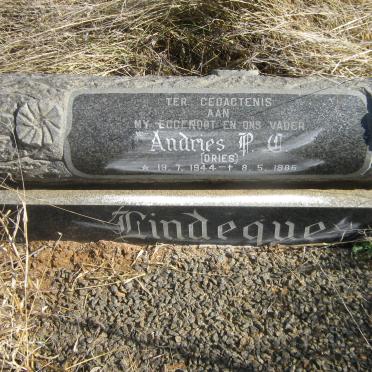 TER GEDAGTENIS
AAN
MY EGGENOOT EN ONS VADER
Andries P. C.
(DRIES)
* 19.7.1944 - † 8.5.1986
Lindeque